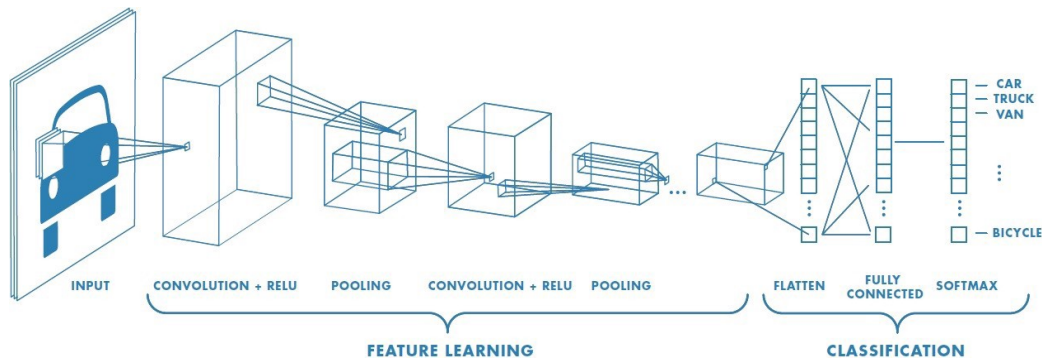 CAR
TRUCK
VAN
BICYCLE
INPUT
CONVOLUTION + RELU
POOLING
CONVOLUTION + RELU
POOLING
FLATTEN
FULLY
CONNECTED
SOFTMAX
FEATURE LEARNING
CLASSIFICATION